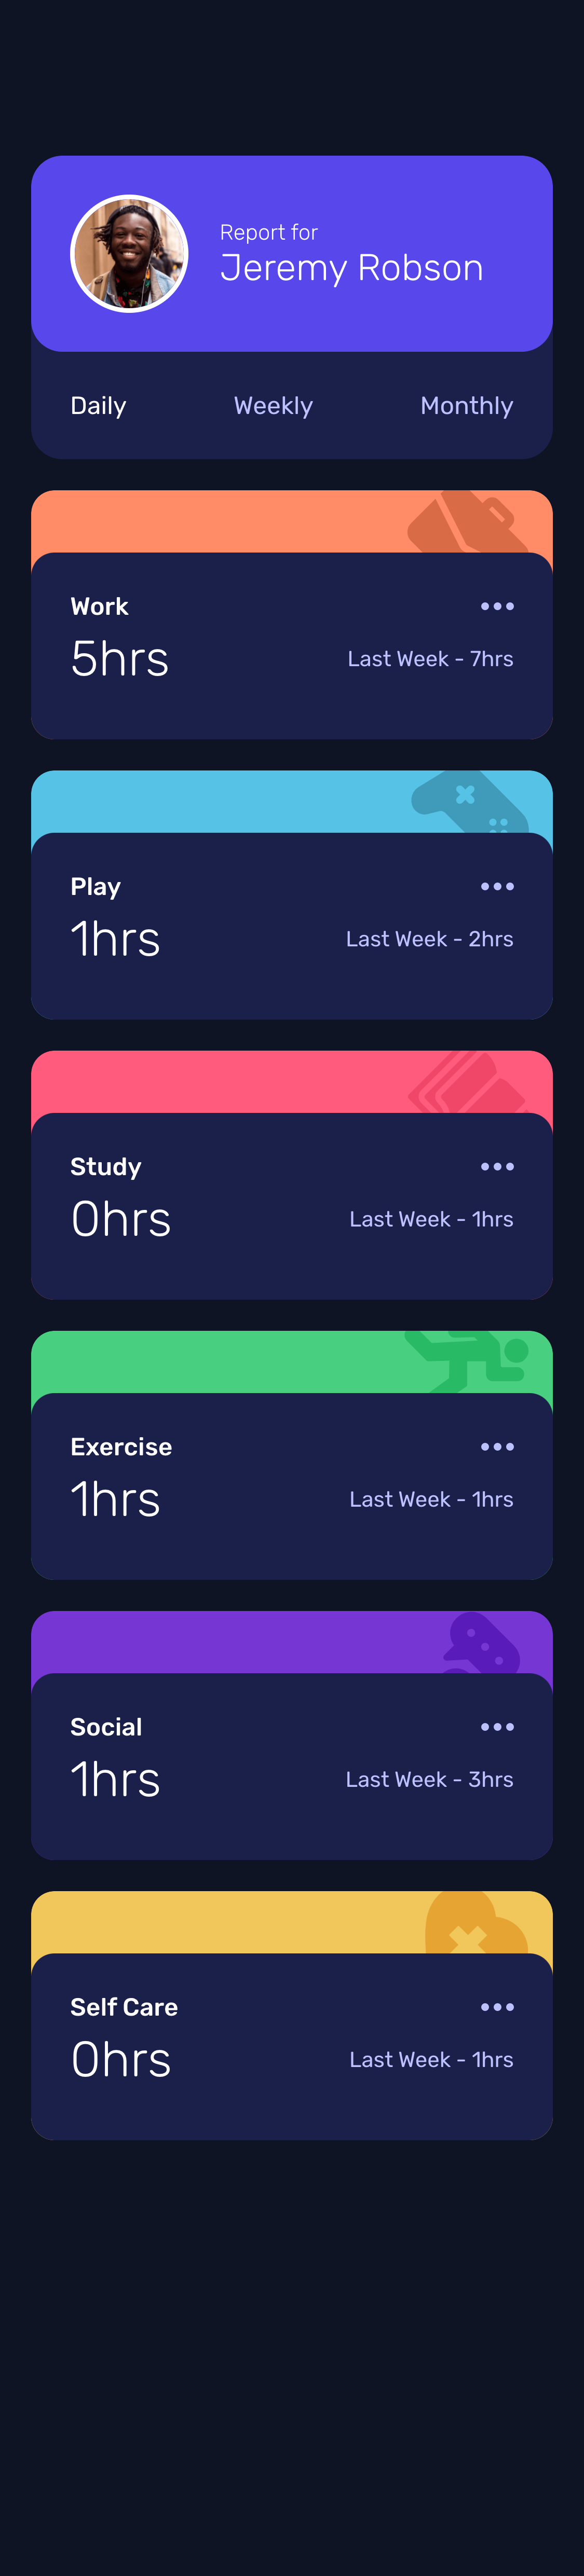 Report for
Jeremy Robson
Daily Weekly Monthly
Work
5hrs Last Week - 7hrs
Play
1hrs Last Week - 2hrs
Study
0hrs Last Week - 1hrs
Exercise
1hrs Last Week - 1hrs
Social
1hrs Last Week - 3hrs
Self Care
0hrs Last Week - 1hrs